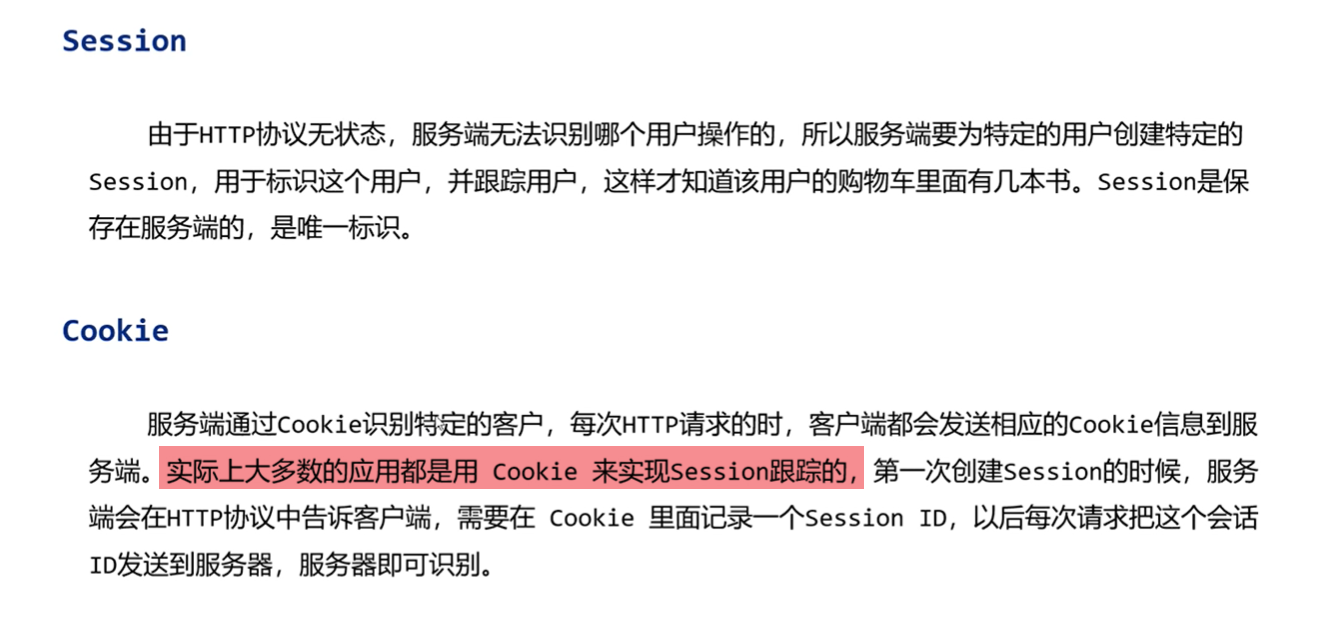 Session
由于HTTP协议无状态，服务端无法识别哪个用户操作的，所以服务端要为特定的用户创建特定的
Session，用于标识这个用户，并跟踪用户，这样才知道该用户的购物车里面有几本书。Session是保
存在服务端的，是唯一标识。
Cookie
服务端通过Cookie识别特定的客户，每次HTTP请求的时，客户端都会发送相应的Cookie信息到服
务端。实际上大多数的应用都是用 Cookie 来实现Session跟踪的，第一次创建Session的时候，服务
端会在HTTP协议中告诉客户端，需要在 Cookie 里面记录一个Session ID，以后每次请求把这个会话
ID发送到服务器，服务器即可识别。